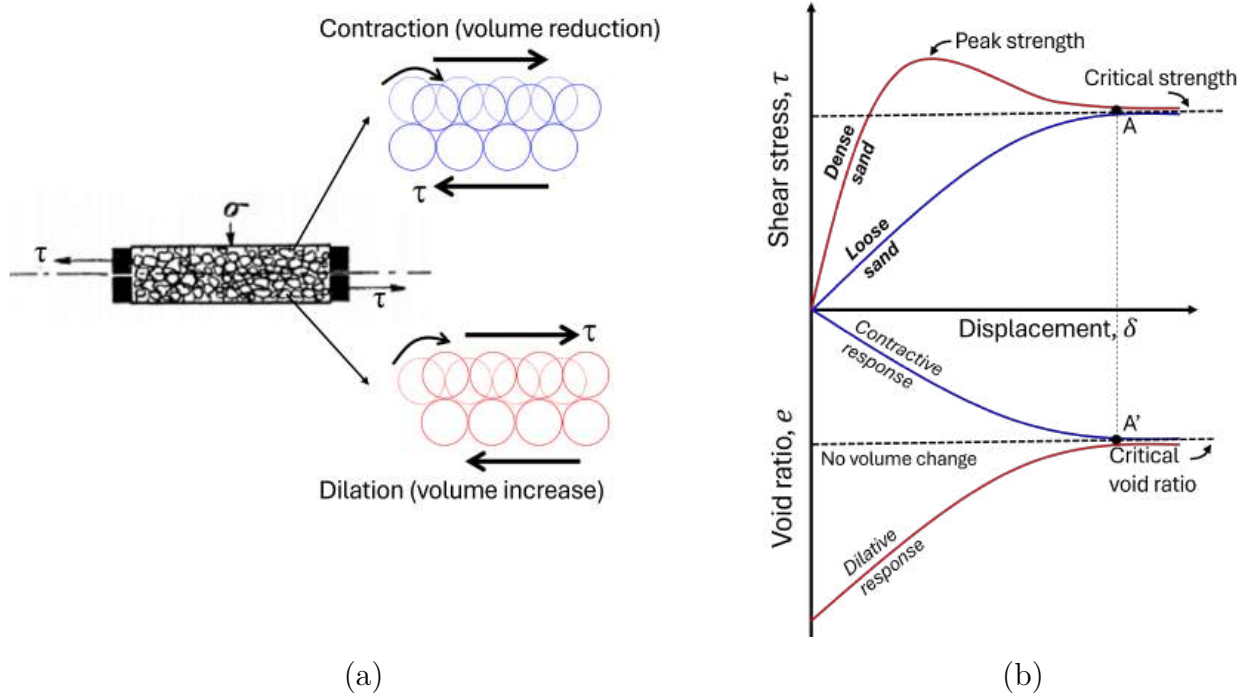 Contraction (volume reduction)
τ
σ
τ
τ
τ
Dilation (volume increase)
(a)
Peak strength
Critical strength
Shear stress, τ
Dense
sand
A
Loose
sand
Displacement, δ
Contractive
response
Void ratio, e
A'
No volume change
Critical
void ratio
Dilative
response
(b)